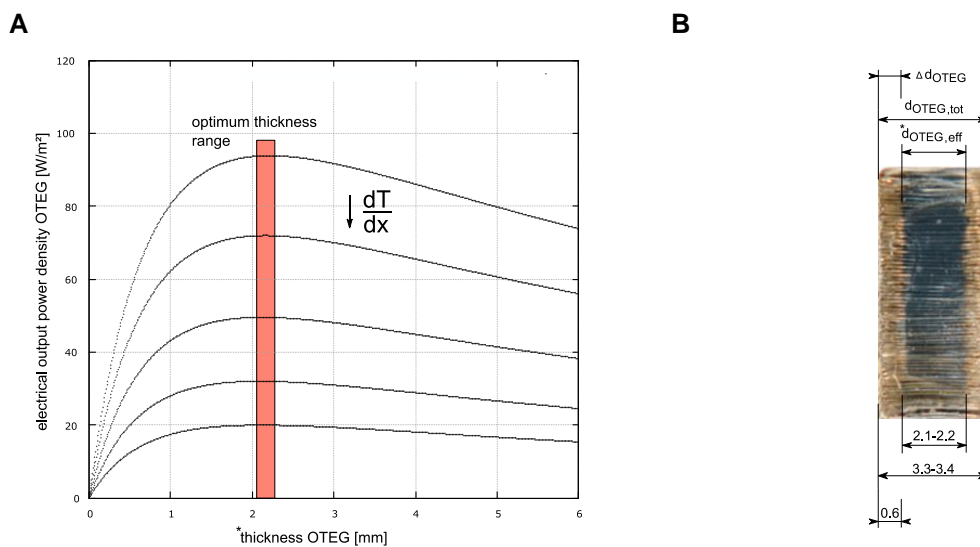 A
electrical output power density OTEG [W/m²]
120
100
80
60
40
20
0
optimum thickness
range
dT
dx
0 1 2 3 4 5 6
*thickness OTEG [mm]
B
Δ dOTEG
dOTEG,tot
*dOTEG,eff
2.1-2.2
3.3-3.4
0.6